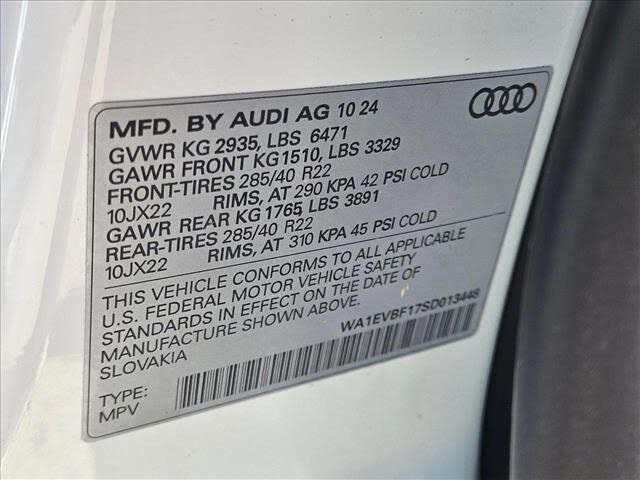 MFD. BY AUDI AG 10 24
GVWR KG 2935, LBS 6471
GAWR FRONT KG1510, LBS 3329
FRONT-TIRES 285/40 R22
10JX22 RIMS, AT 290 KPA 42 PSI COLD
GAWR REAR KG 1765, LBS 3891
REAR-TIRES 285/40 R22
10JX22 RIMS, AT 310 KPA 45 PSI COLD
THIS VEHICLE CONFORMS TO ALL APPLICABLE
U.S. FEDERAL MOTOR VEHICLE SAFETY
STANDARDS IN EFFECT ON THE DATE OF
MANUFACTURE SHOWN ABOVE.
SLOVAKIA
WA1EVBF17SD013448
TYPE:
MPV